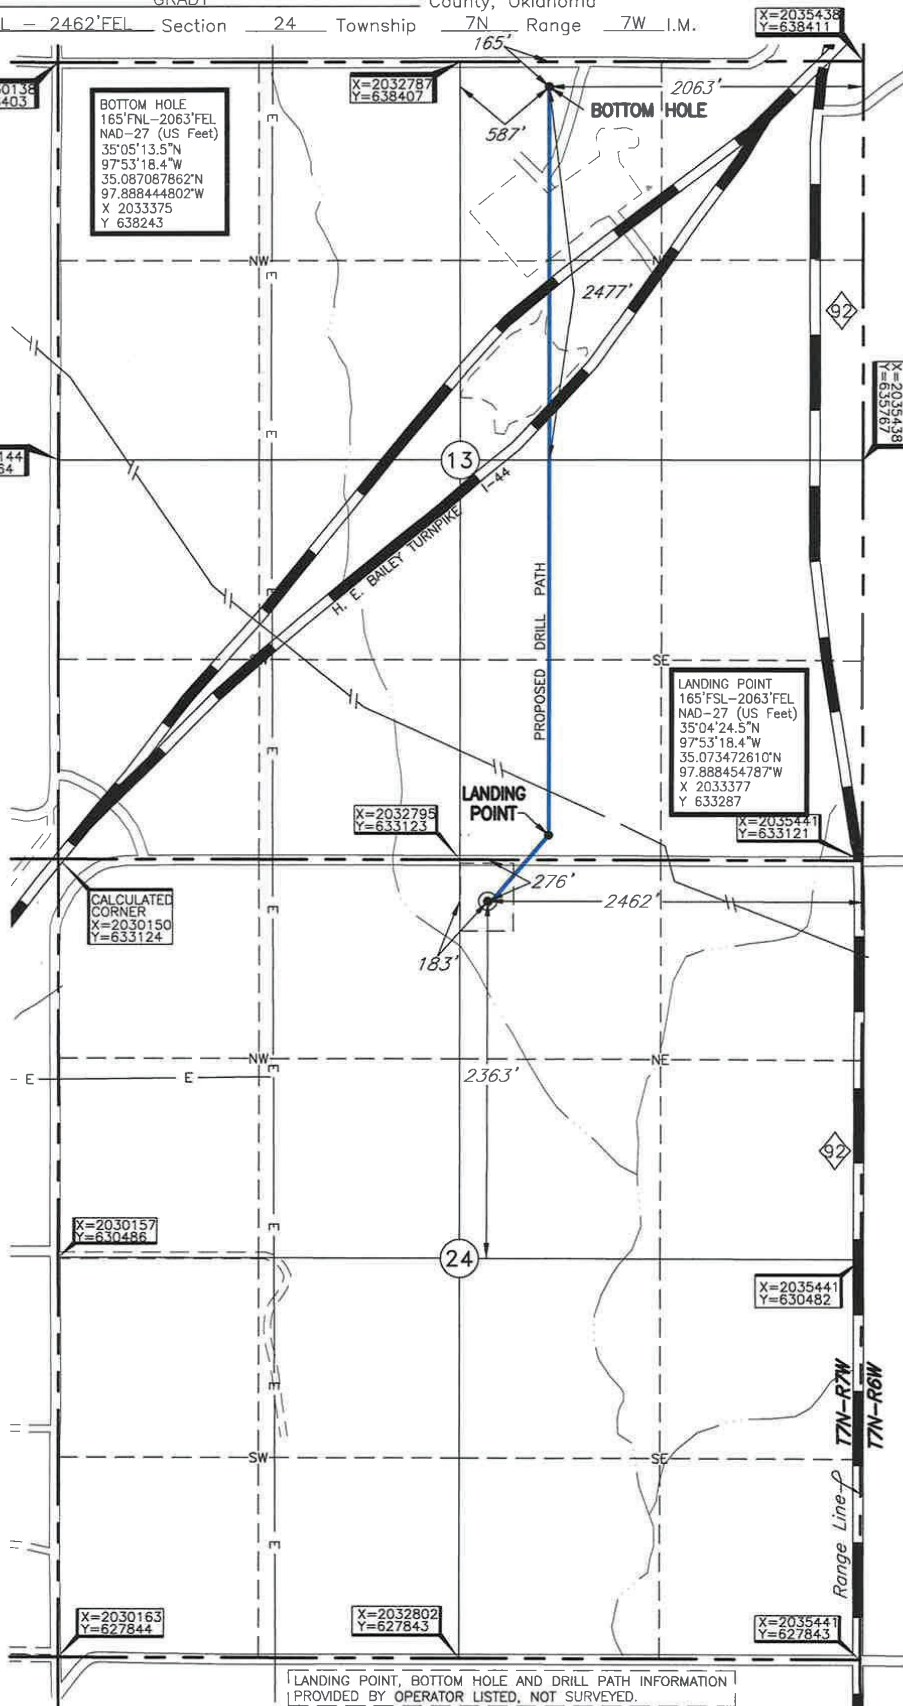 GRADY County, Oklahoma
L - 2462'FEL Section 24 Township 7N Range 7W I.M.
X=2035438
Y=638411
165'
0138
403
X=2032787
Y=638407
2063'
BOTTOM HOLE
587'
BOTTOM HOLE
165'FNL-2063'FEL
NAD-27 (US Feet)
35°05'13.5"N
97°53'18.4"W
35.087087862°N
97.888444802°W
X 2033375
Y 638243
E
NW
N
E
2477'
92
X=2035438
Y=635767
E
144
64
13
I-44
H. E. BAILEY TURNPIKE
PROPOSED DRILL PATH
E
SE
LANDING POINT
165'FSL-2063'FEL
NAD-27 (US Feet)
35°04'24.5"N
97°53'18.4"W
35.073472610°N
97.888454787°W
X 2033377
Y 633287
E
LANDING
POINT
X=2032795
Y=633123
X=2035441
Y=633121
E
276'
CALCULATED
CORNER
X=2030150
Y=633124
E
2462'
183'
NW
E
NE
E
E
2363'
92
X=2030157
Y=630486
E
24
X=2035441
Y=630482
T7N-R7W
T7N-R6W
E
SW
SE
Range Line
E
X=2030163
Y=627844
X=2032802
Y=627843
X=2035441
Y=627843
LANDING POINT, BOTTOM HOLE AND DRILL PATH INFORMATION
PROVIDED BY OPERATOR LISTED, NOT SURVEYED.